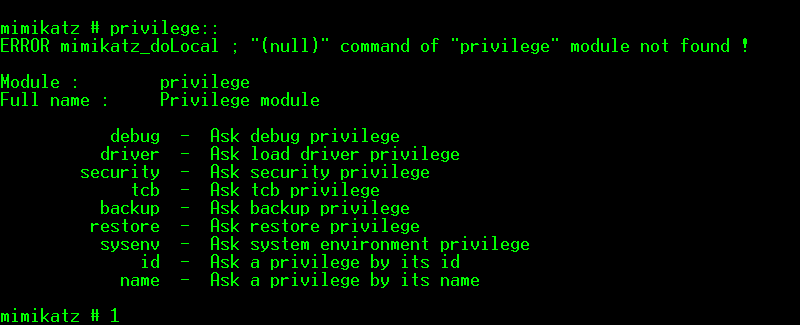 mimikatz # privilege::
ERROR mimikatz_doLocal ; "(null)" command of "privilege" module not found !
Module : privilege
Full name : Privilege module
debug - Ask debug privilege
driver - Ask load driver privilege
security - Ask security privilege
tcb - Ask tcb privilege
backup - Ask backup privilege
restore - Ask restore privilege
sysenv - Ask system environment privilege
id - Ask a privilege by its id
name - Ask a privilege by its name
mimikatz # 1